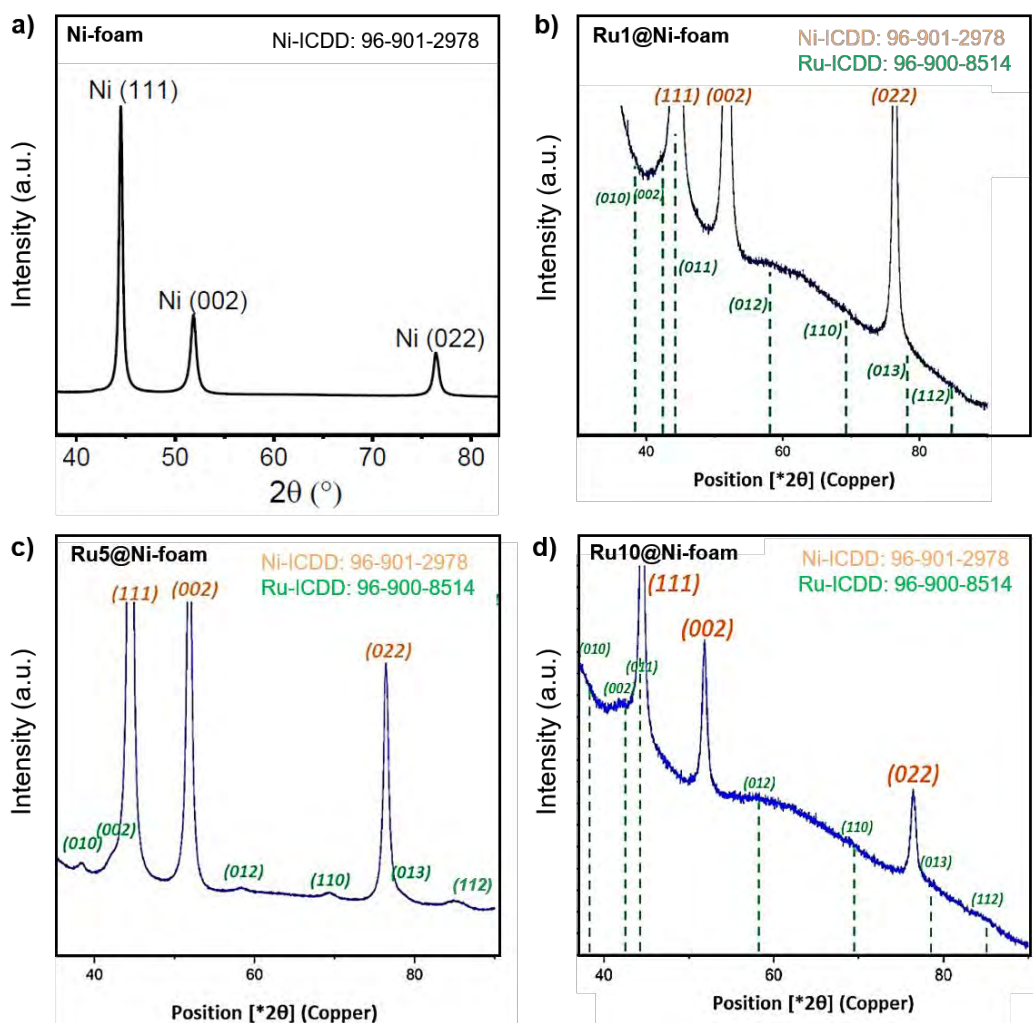 a)
Ni-foam
Ni-ICDD: 96-901-2978
Ni (111)
Ni (002)
Ni (022)
Intensity (a.u.)
40 50 60 70 80
2θ (°)
b)
Ru1@Ni-foam
Ni-ICDD: 96-901-2978
Ru-ICDD: 96-900-8514
(111) (002) (022)
(010) (002)
(011)
(012)
(110)
(013)
(112)
Intensity (a.u.)
40 60 80
Position [*2θ] (Copper)
c)
Ru5@Ni-foam
Ni-ICDD: 96-901-2978
Ru-ICDD: 96-900-8514
(111) (002)
(022)
(010) (002)
(012) (110) (013) (112)
Intensity (a.u.)
40 60 80
Position [*2θ] (Copper)
d)
Ru10@Ni-foam
Ni-ICDD: 96-901-2978
Ru-ICDD: 96-900-8514
(111)
(002)
(010)
(011)
(002)
(022)
(012)
(110)
(013)
(112)
Intensity (a.u.)
40 60 80
Position [*2θ] (Copper)